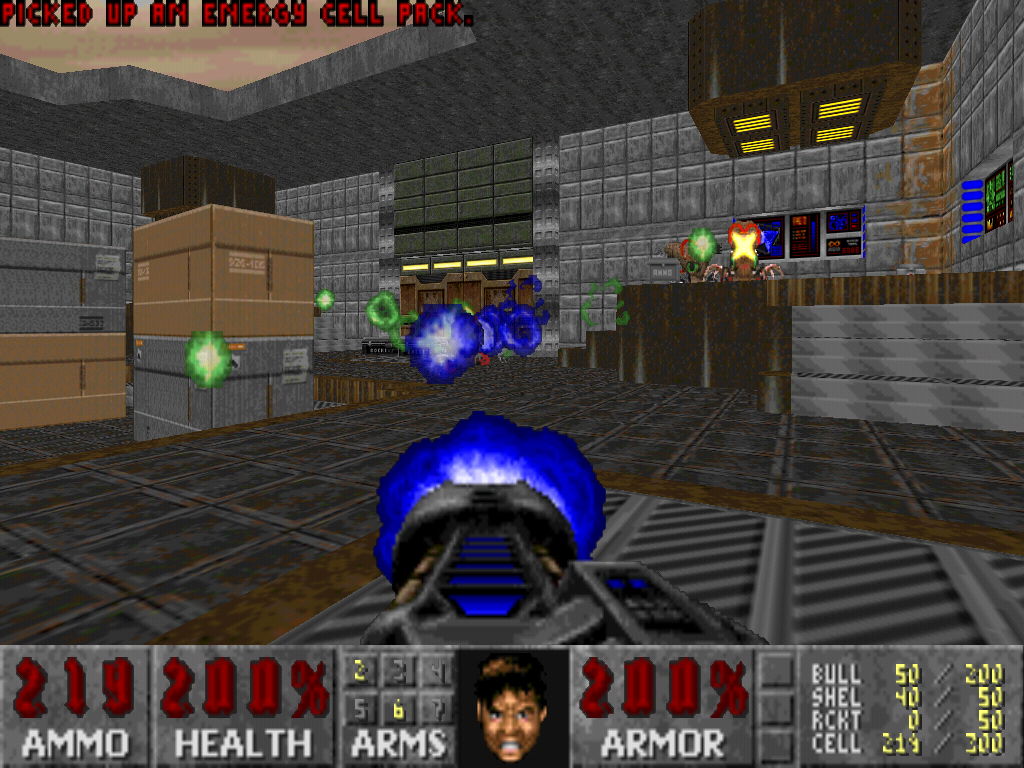 PICKED UP AN ENERGY CELL PACK.
AMMO
219 200% 2 3 4 200% BULL 50 / 200
5 6 7 SHEL 40 / 50
RCKT 0 / 50
AMMO HEALTH ARMS ARMOR CELL 219 / 300